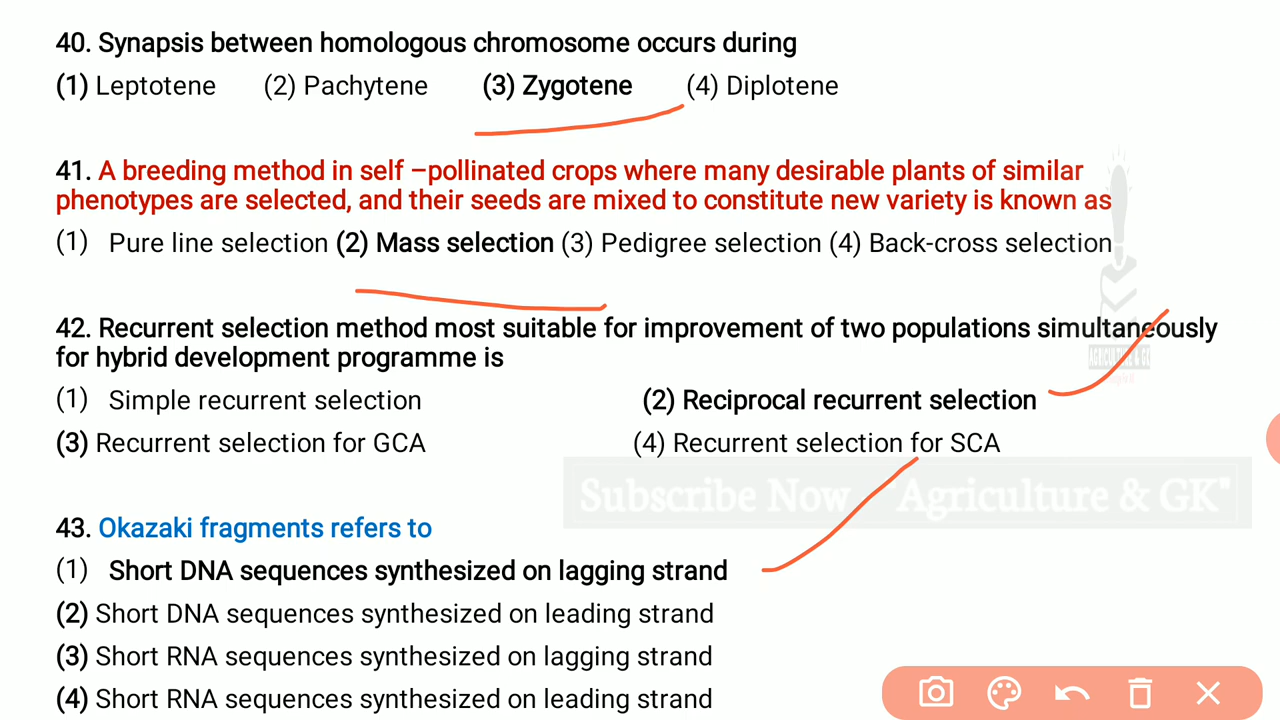 40. Synapsis between homologous chromosome occurs during
(1) Leptotene (2) Pachytene (3) Zygotene (4) Diplotene
41. A breeding method in self –pollinated crops where many desirable plants of similar
phenotypes are selected, and their seeds are mixed to constitute new variety is known as
(1) Pure line selection (2) Mass selection (3) Pedigree selection (4) Back-cross selection
42. Recurrent selection method most suitable for improvement of two populations simultaneously
for hybrid development programme is
AGRICULTURE & GK
(1) Simple recurrent selection (2) Reciprocal recurrent selection
(3) Recurrent selection for GCA (4) Recurrent selection for SCA
Subscribe Now Agriculture & GK"
43. Okazaki fragments refers to
(1) Short DNA sequences synthesized on lagging strand
(2) Short DNA sequences synthesized on leading strand
(3) Short RNA sequences synthesized on lagging strand
(4) Short RNA sequences synthesized on leading strand